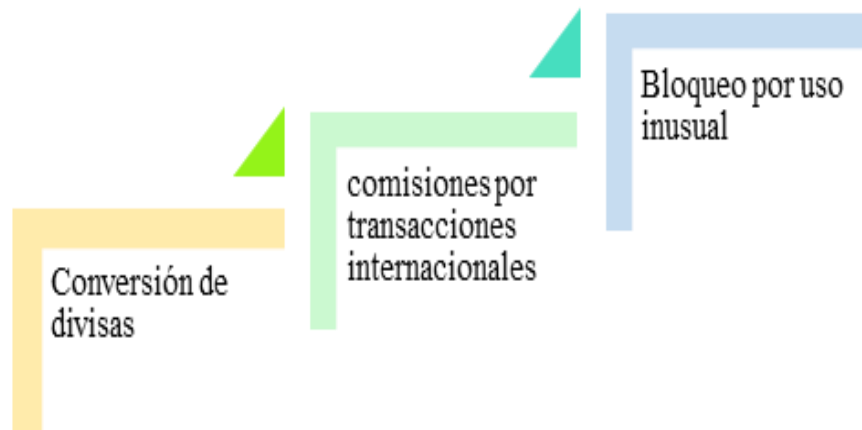 Conversión de
divisas
comisiones por
transacciones
internacionales
Bloqueo por uso
inusual